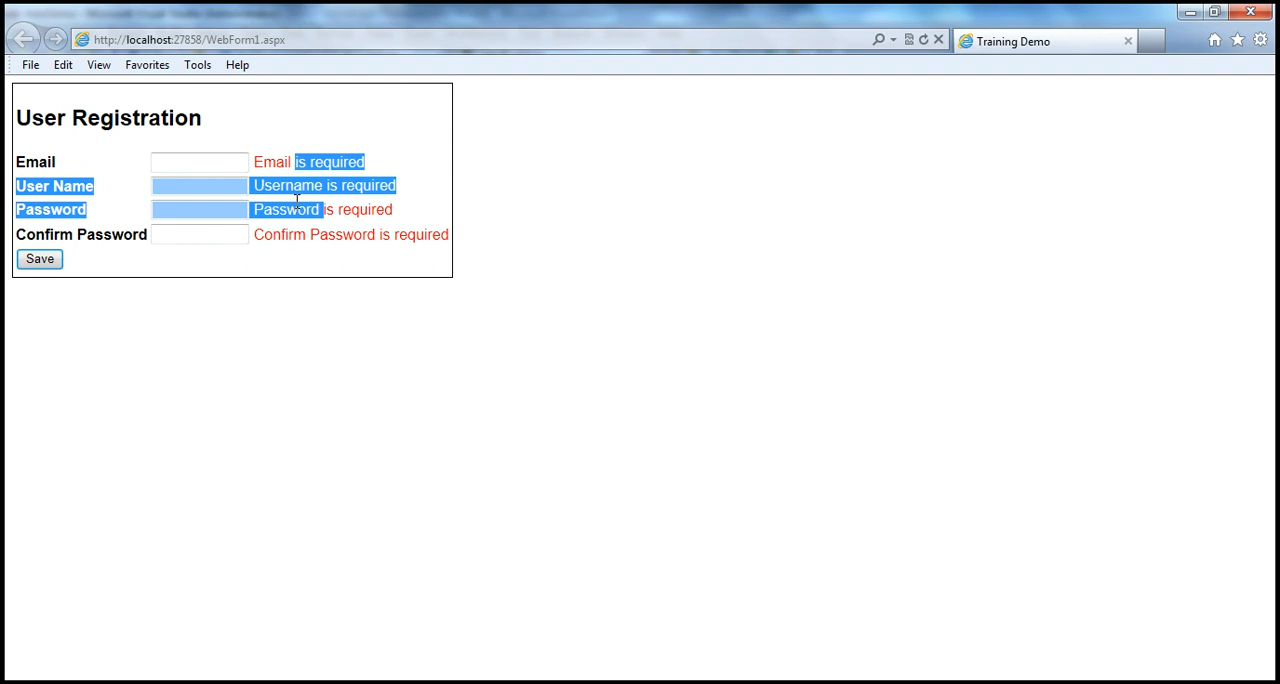 http://localhost:27858/WebForm1.aspx
Training Demo
File Edit View Favorites Tools Help
User Registration
Email Email is required
User Name Username is required
Password Password is required
Confirm Password Confirm Password is required
Save